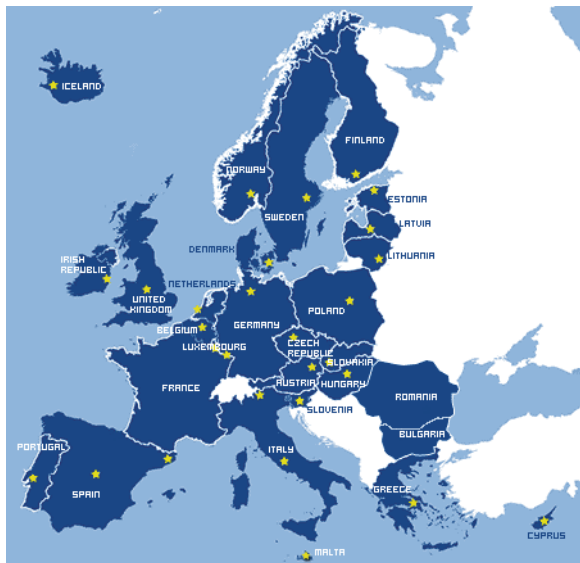 ICELAND
FINLAND
NORWAY
ESTONIA
SWEDEN
LATVIA
DENMARK
LITHUANIA
IRISH
REPUBLIC
NETHERLANDS
UNITED
KINGDOM
POLAND
GERMANY
BELGIUM
CZECH
REPUBLIC
LUXEMBOURG
SLOVAKIA
AUSTRIA
HUNGARY
FRANCE
ROMANIA
SLOVENIA
BULGARIA
PORTUGAL
ITALY
SPAIN
GREECE
CYPRUS
MALTA